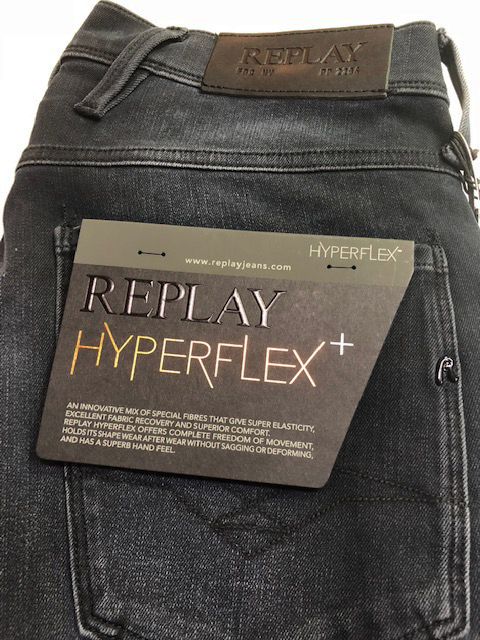 REPLAY
HYPERFLEX
www.replayjeans.com
REPLAY
HYPERFLEX+
AN INNOVATIVE MIX OF SPECIAL FIBRES THAT GIVE SUPER ELASTICITY,
EXCELLENT FABRIC RECOVERY AND SUPERIOR COMFORT.
REPLAY HYPERFLEX OFFERS COMPLETE FREEDOM OF MOVEMENT,
HOLDS ITS SHAPE WEAR AFTER WEAR WITHOUT SAGGING OR DEFORMING,
AND HAS A SUPERB HAND FEEL.
R